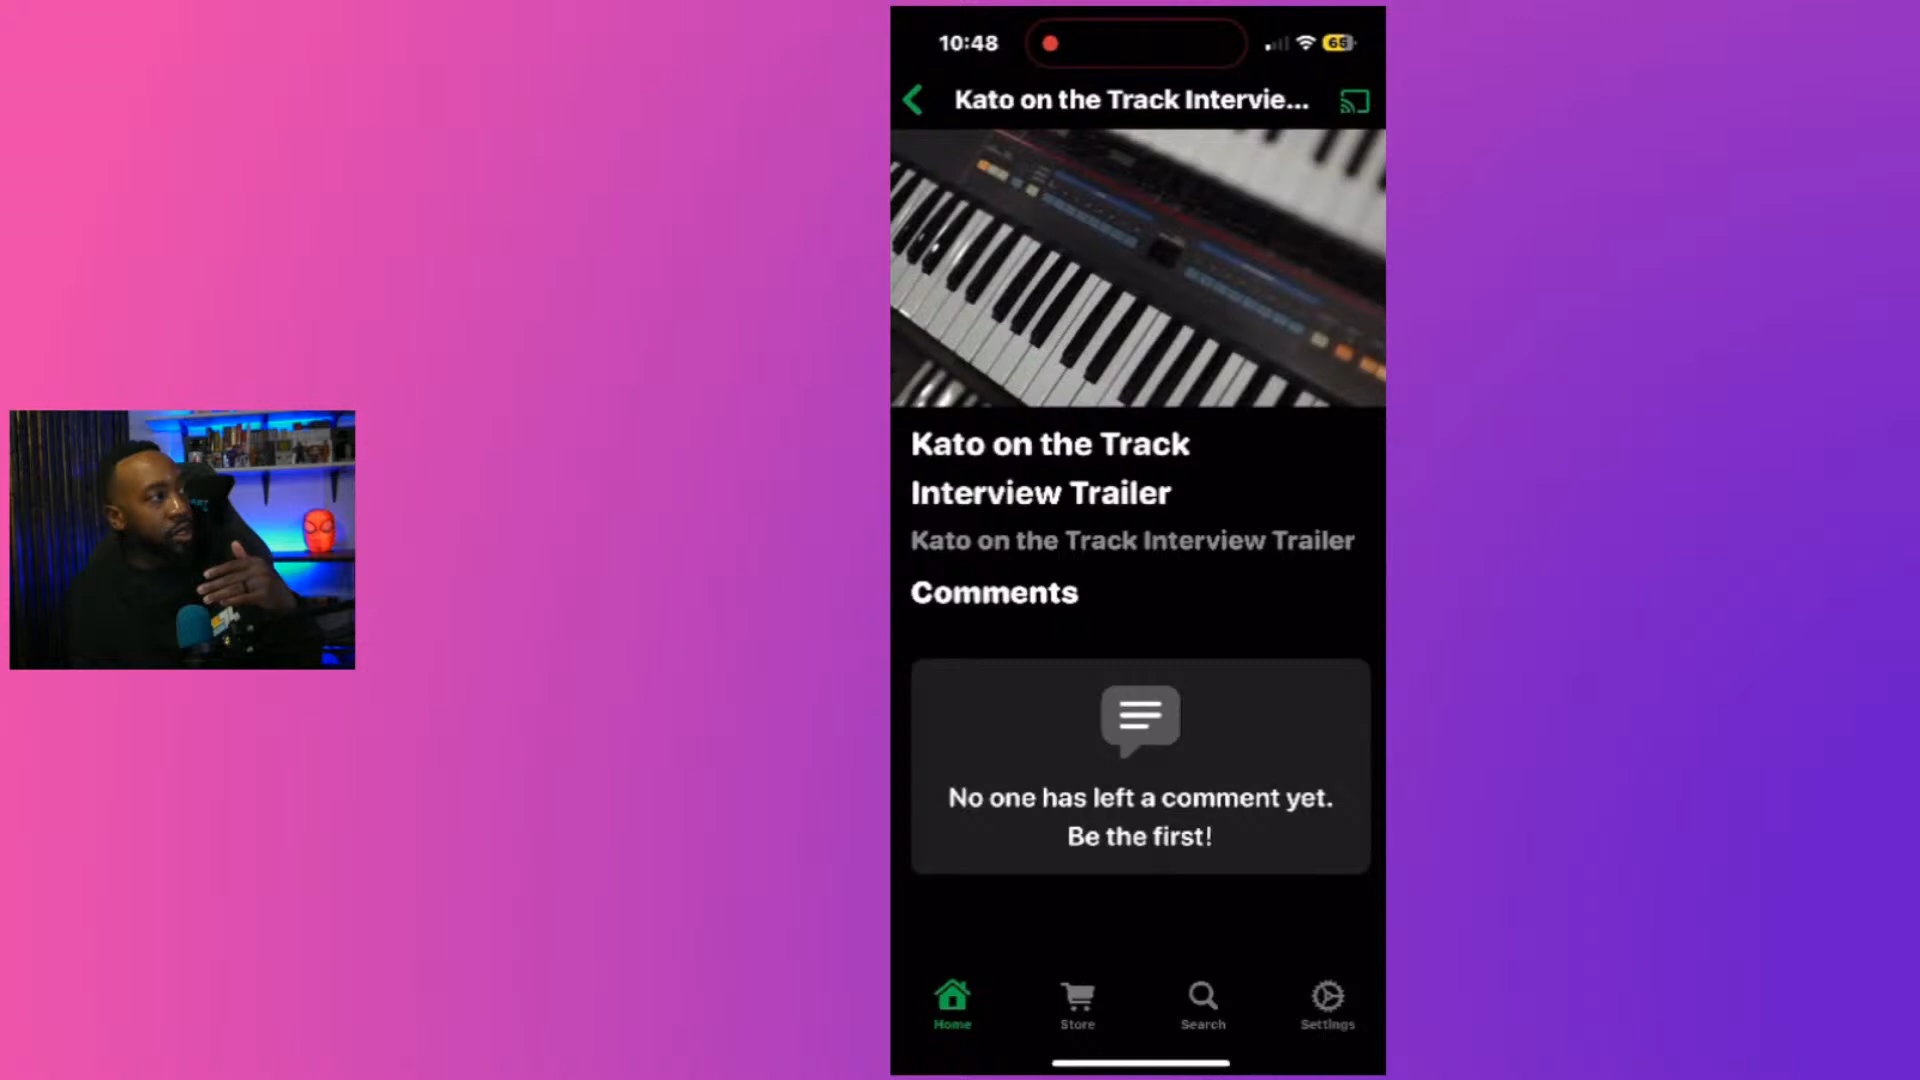 10:48
65
Kato on the Track Intervie...
Kato on the Track
Interview Trailer
Kato on the Track Interview Trailer
Comments
No one has left a comment yet.
Be the first!
Home
Store
Search
Settings